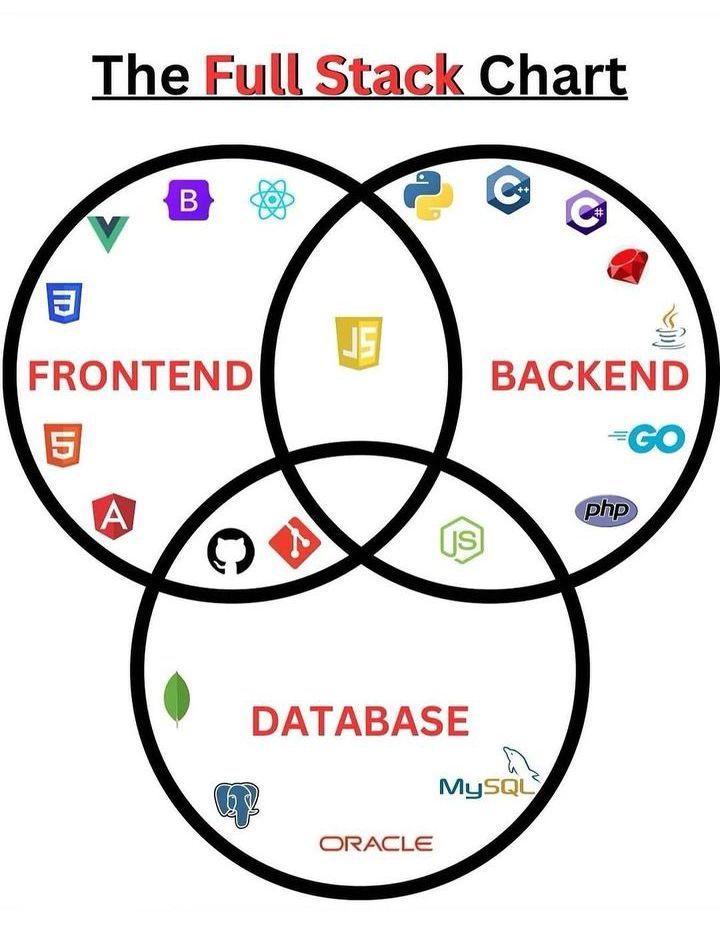 The Full Stack Chart
B
C++
C#
3
JS
FRONTEND
BACKEND
5
GO
A
php
JS
DATABASE
MySQL
ORACLE